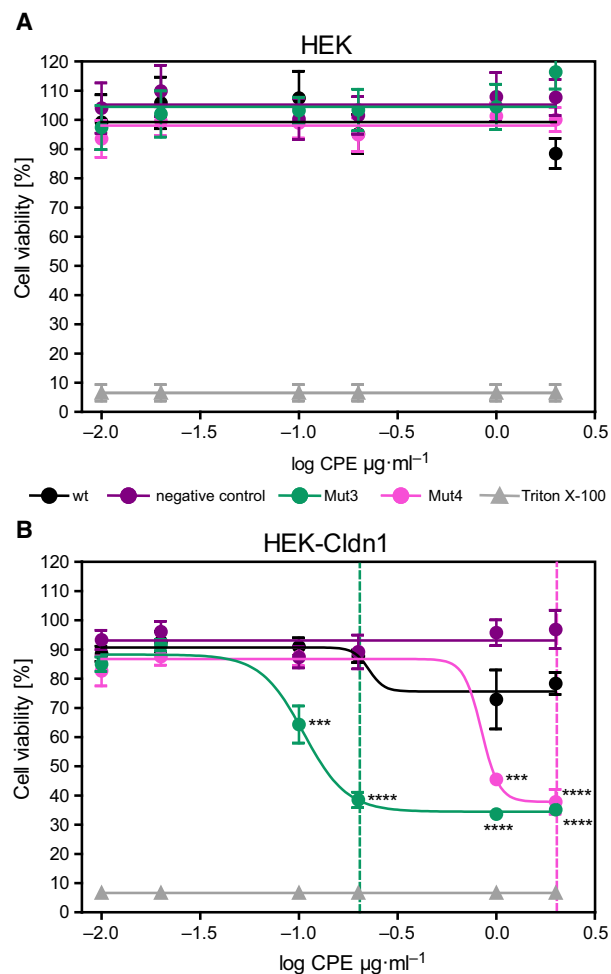 A
HEK
120
110
100
90
80
70
60
50
40
30
20
10
0
Cell viability [%]
–2.0 –1.5 –1.0 –0.5 0.0 0.5
log CPE µg·ml⁻¹
wt negative control Mut3 Mut4 Triton X-100
B
HEK-Cldn1
120
110
100
90
80
70
60
50
40
30
20
10
0
Cell viability [%]
***
****
***
****
****
****
–2.0 –1.5 –1.0 –0.5 0.0 0.5
log CPE µg·ml⁻¹